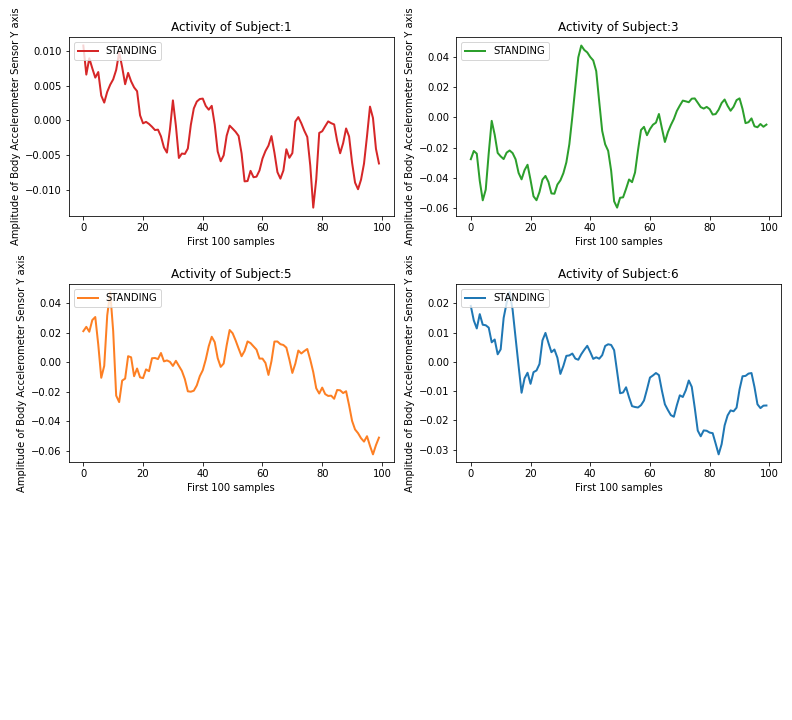 Activity of Subject:1
Amplitude of Body Accelerometer Sensor Y axis
STANDING
0.010
0.005
0.000
−0.005
−0.010
0 20 40 60 80 100
First 100 samples
Activity of Subject:3
Amplitude of Body Accelerometer Sensor Y axis
STANDING
0.04
0.02
0.00
−0.02
−0.04
−0.06
0 20 40 60 80 100
First 100 samples
Activity of Subject:5
Amplitude of Body Accelerometer Sensor Y axis
STANDING
0.04
0.02
0.00
−0.02
−0.04
−0.06
0 20 40 60 80 100
First 100 samples
Activity of Subject:6
Amplitude of Body Accelerometer Sensor Y axis
STANDING
0.02
0.01
0.00
−0.01
−0.02
−0.03
0 20 40 60 80 100
First 100 samples